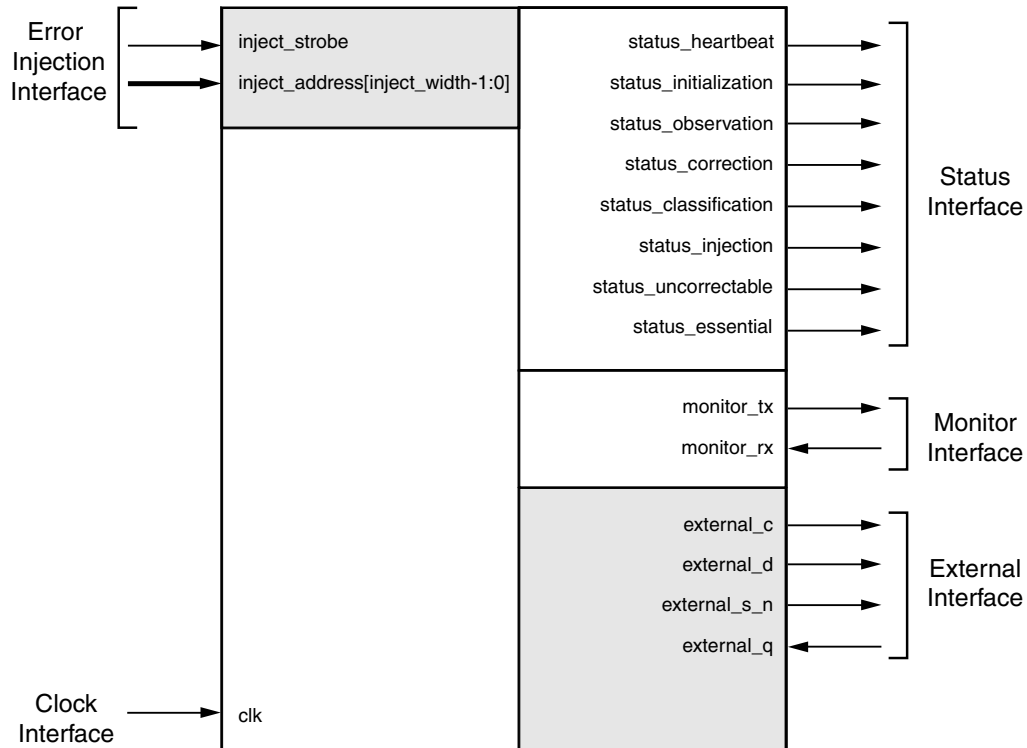 Error
Injection
Interface
inject_strobe
inject_address[inject_width-1:0]
status_heartbeat
status_initialization
status_observation
status_correction
status_classification
status_injection
status_uncorrectable
status_essential
Status
Interface
monitor_tx
monitor_rx
Monitor
Interface
external_c
external_d
external_s_n
external_q
External
Interface
Clock
Interface
clk